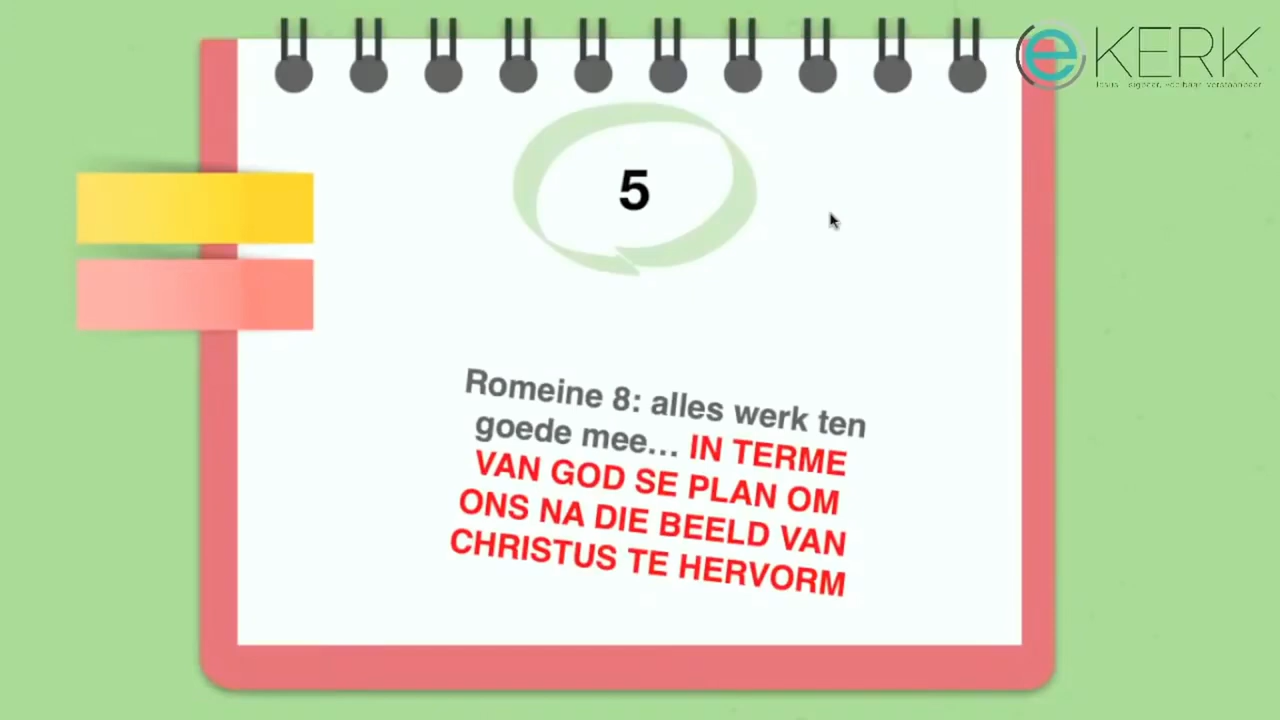 eKERK
5
Romeine 8: alles werk ten
goede mee... IN TERME
VAN GOD SE PLAN OM
ONS NA DIE BEELD VAN
CHRISTUS TE HERVORM